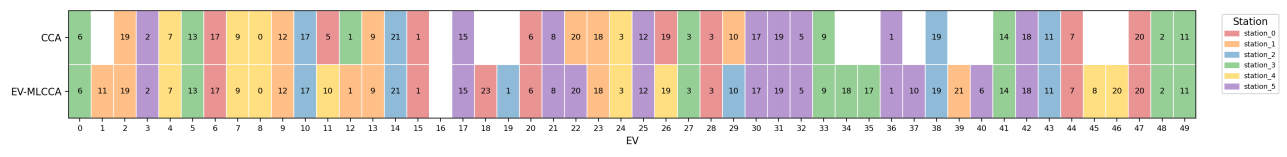 CCA 6 19 2 7 13 17 9 0 12 17 5 1 9 21 1 15 6 8 20 18 3 12 19 3 3 10 17 19 5 9 1 19 14 18 11 7 20 2 11
EV-MLCCA 6 11 19 2 7 13 17 9 0 12 17 10 1 9 21 1 15 23 1 6 8 20 18 3 12 19 3 3 10 17 19 5 9 18 17 1 10 19 21 6 14 18 11 7 8 20 20 2 11
0 1 2 3 4 5 6 7 8 9 10 11 12 13 14 15 16 17 18 19 20 21 22 23 24 25 26 27 28 29 30 31 32 33 34 35 36 37 38 39 40 41 42 43 44 45 46 47 48 49
EV
Station
station_0
station_1
station_2
station_3
station_4
station_5